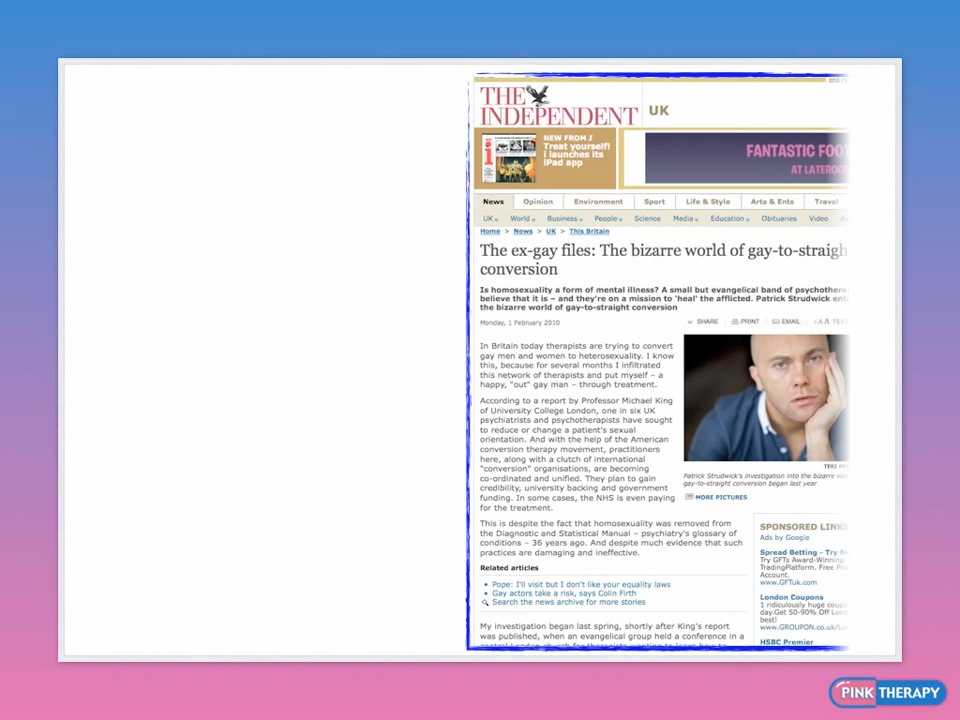 THE
INDEPENDENT
UK
NEW FROM I
Treat yourself!
i launches its
iPad app
FANTASTIC
AT
News Opinion Environment Sport Life & Style Arts & Ents Travel
UK World Business People Science Media Education Obituaries Video
Home > News > UK > This Britain
The ex-gay files: The bizarre world of gay-to-straigh
conversion
Is homosexuality a form of mental illness? A small but evangelical band of
believe that it is – and they're on a mission to 'heal' the afflicted. Patrick Strudwick
the bizarre world of gay-to-straight conversion
Monday, 1 February 2010
SHARE PRINT EMAIL AAA TEXT
In Britain today therapists are trying to convert
gay men and women to heterosexuality. I know
this, because for several months I infiltrated
this network of therapists and put myself – a
happy, "out" gay man – through treatment.
According to a report by Professor Michael King
of University College London, one in six UK
psychiatrists and psychotherapists have sought
to reduce or change a patient's sexual
orientation. And with the help of the American
conversion therapy movement, practitioners
here, along with a clutch of international
"conversion" organisations, are becoming
co-ordinated and unified. They plan to gain
credibility, university backing and government
funding. In some cases, the NHS is even paying
for the treatment.
Patrick Strudwick's investigation into the bizarre
gay-to-straight conversion began last year
MORE PICTURES
This is despite the fact that homosexuality was removed from
the Diagnostic and Statistical Manual – psychiatry's glossary of
conditions – 36 years ago. And despite much evidence that such
practices are damaging and ineffective.
Related articles
Pope: I'll visit but I don't like your equality laws
Gay actors take a risk, says Colin Firth
Search the news archive for more stories
My investigation began last spring, shortly after King's report
was published, when an evangelical group held a conference in a
central London church for therapists wanting to learn how to
SPONSORED LINKS
Ads by Google
Spread Betting - Try
Try GFTs Award-Winning
TradingPlatform. Free
Account.
www.GFTuk.com
London Coupons
1 ridiculously huge
day.Get 50-90% Off
best!
www.GROUPON.co.uk
HSBC Premier
PINK THERAPY